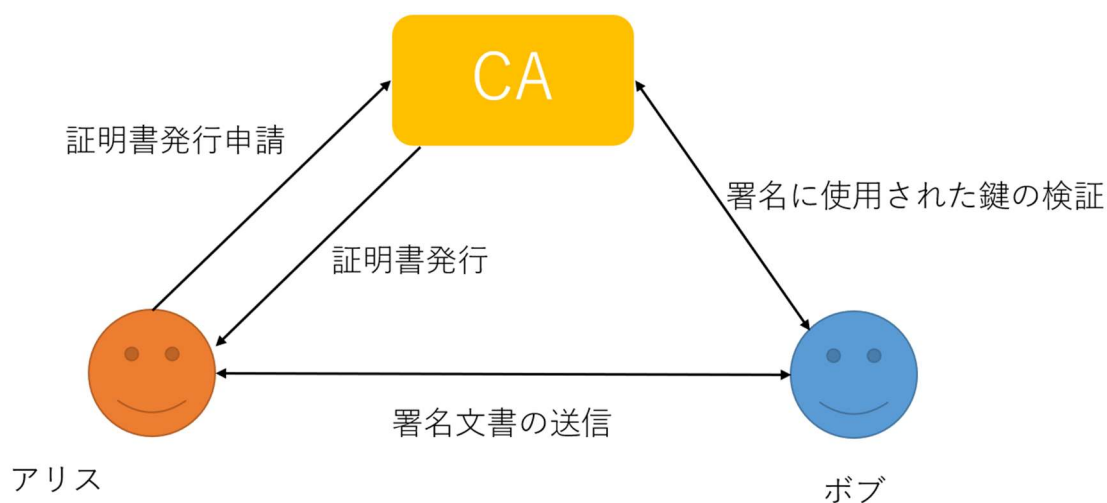 CA
証明書発行申請
署名に使用された鍵の検証
証明書発行
署名文書の送信
アリス
ボブ